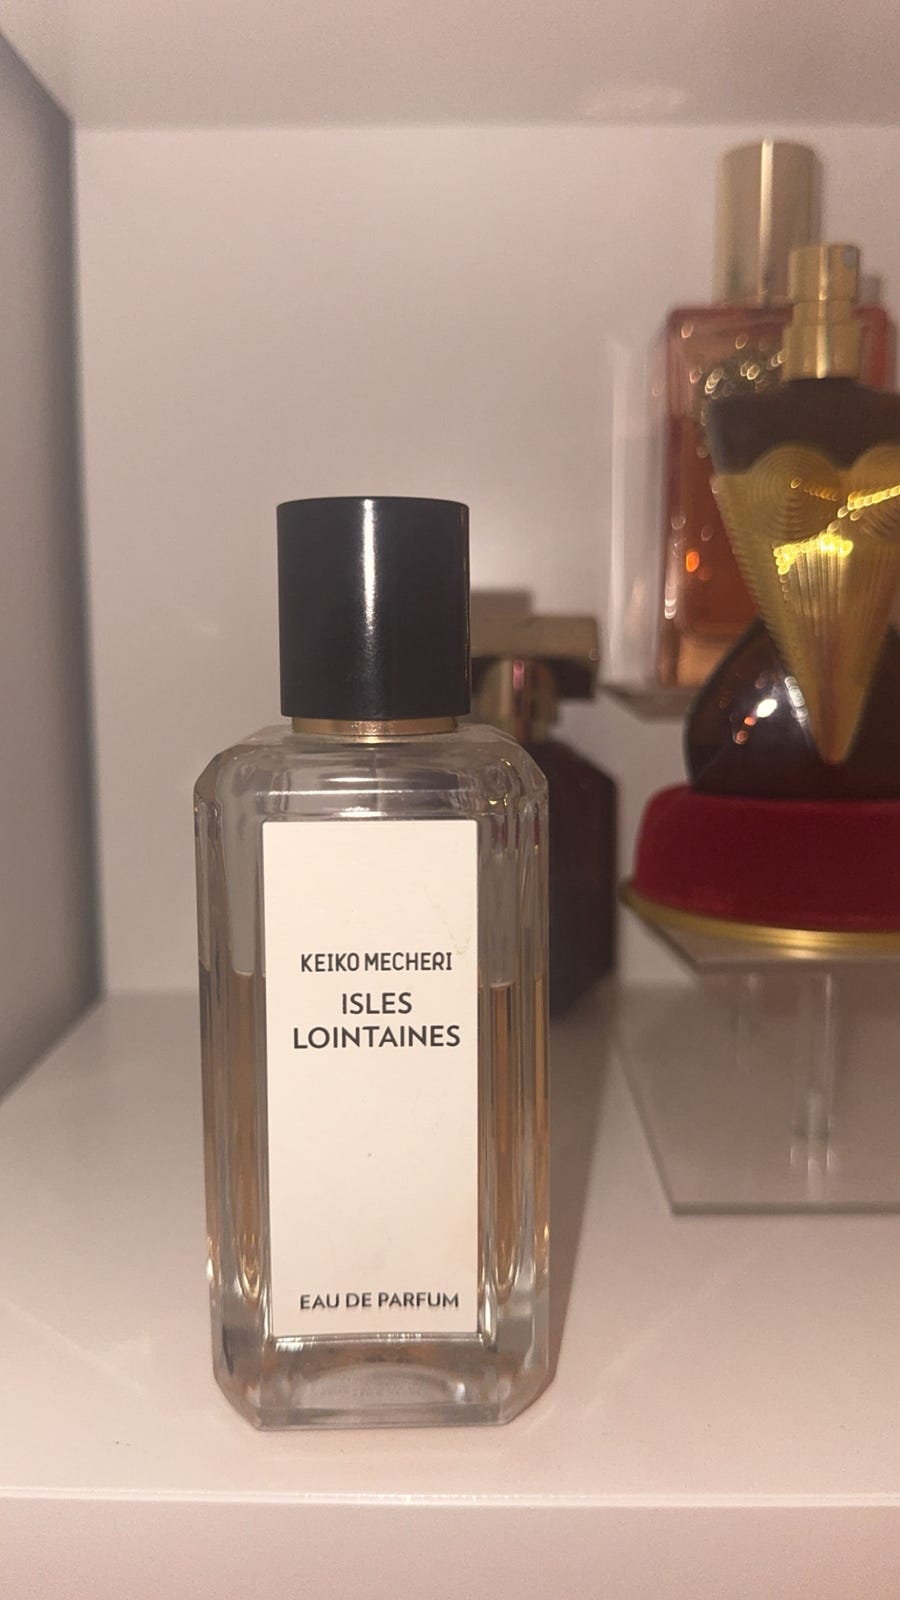 KEIKO MECHERI
ISLES
LOINTAINES
EAU DE PARFUM